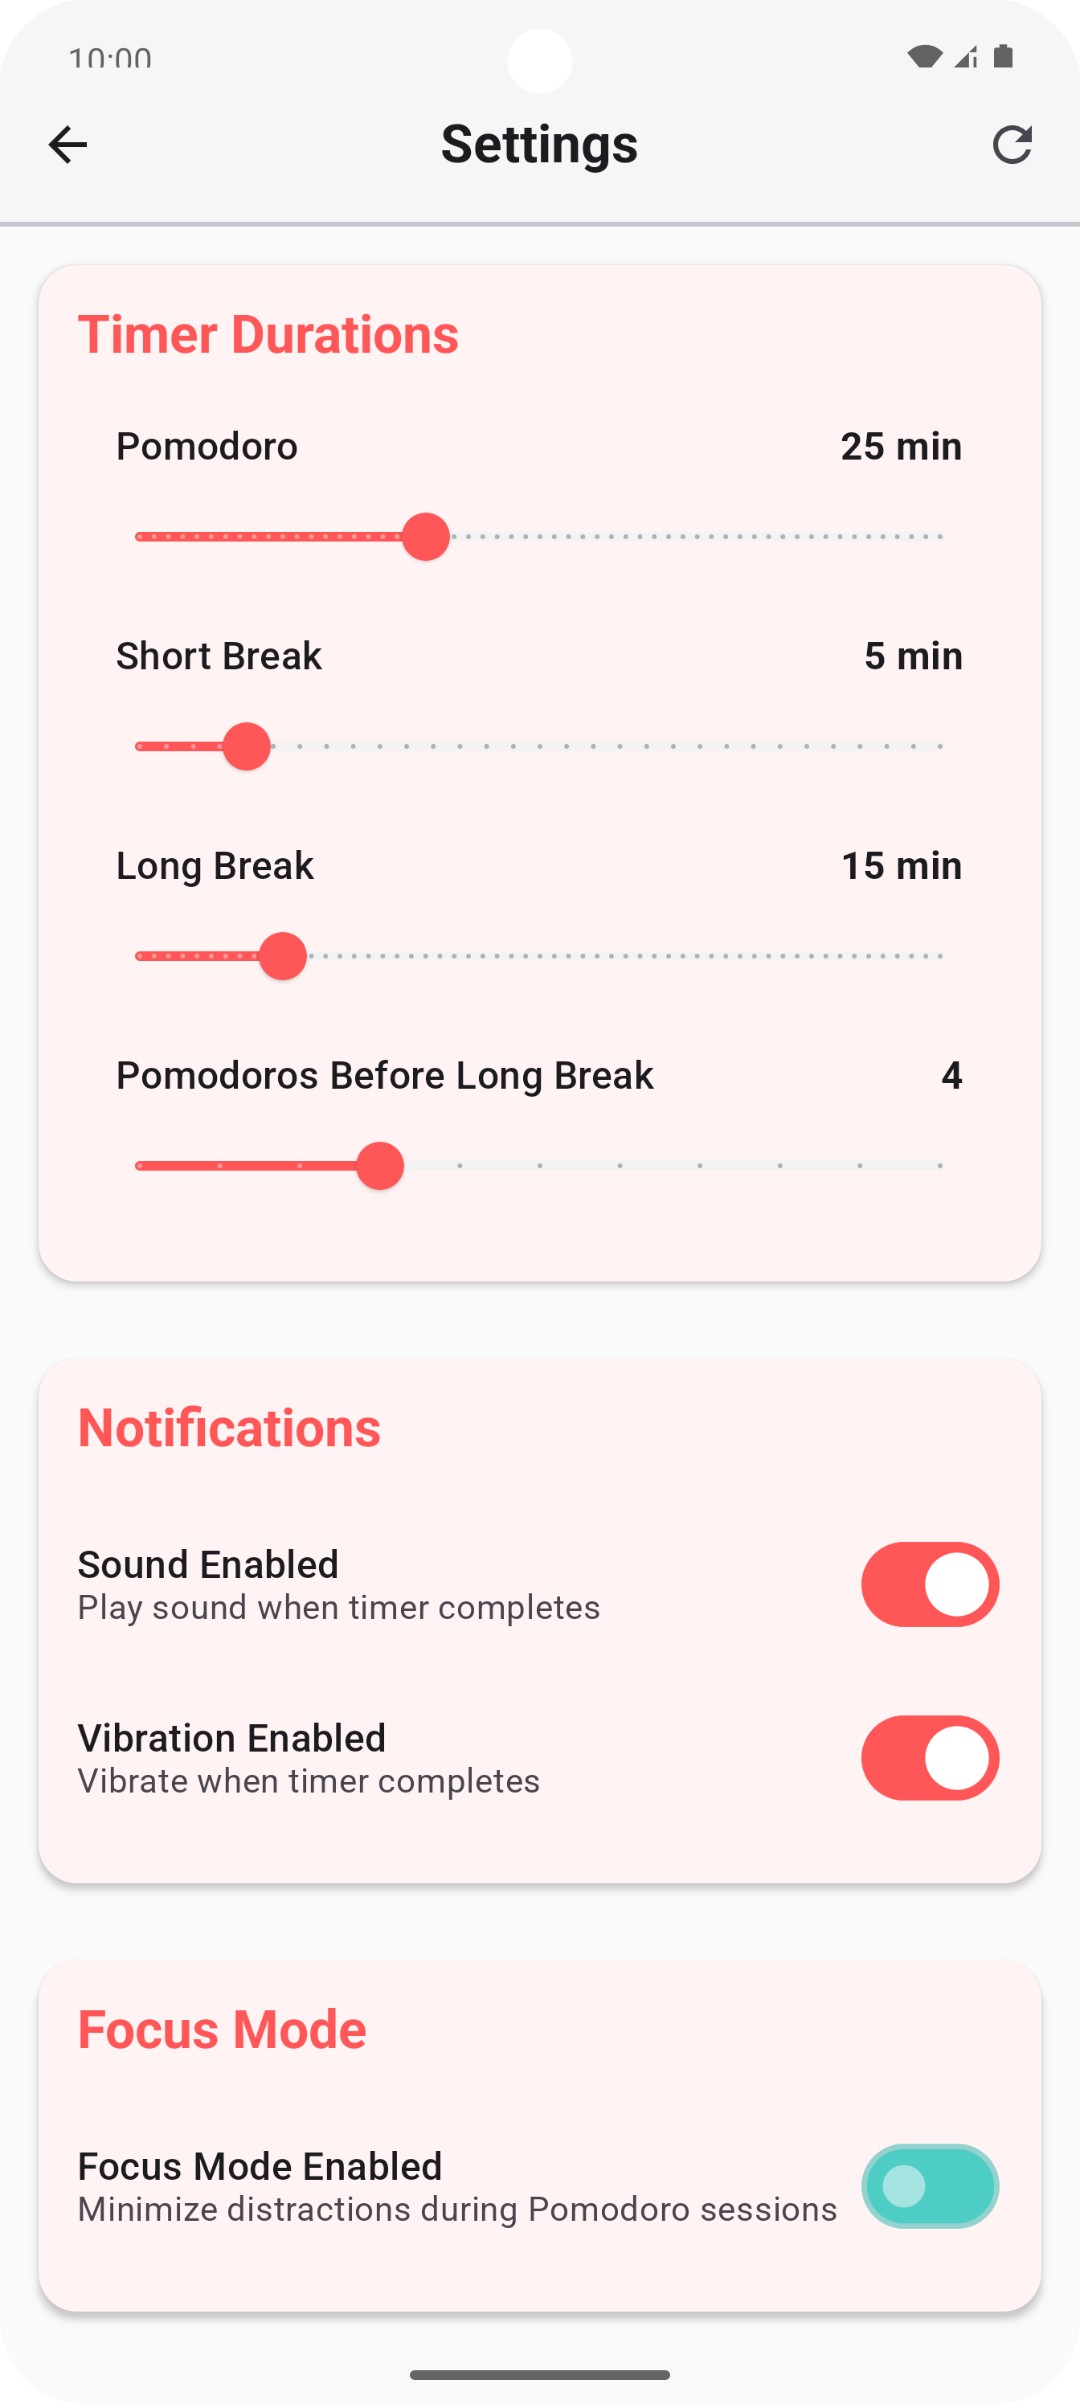 10:00
Settings
Timer Durations
Pomodoro 25 min
Short Break 5 min
Long Break 15 min
Pomodoros Before Long Break 4
Notifications
Sound Enabled
Play sound when timer completes
Vibration Enabled
Vibrate when timer completes
Focus Mode
Focus Mode Enabled
Minimize distractions during Pomodoro sessions